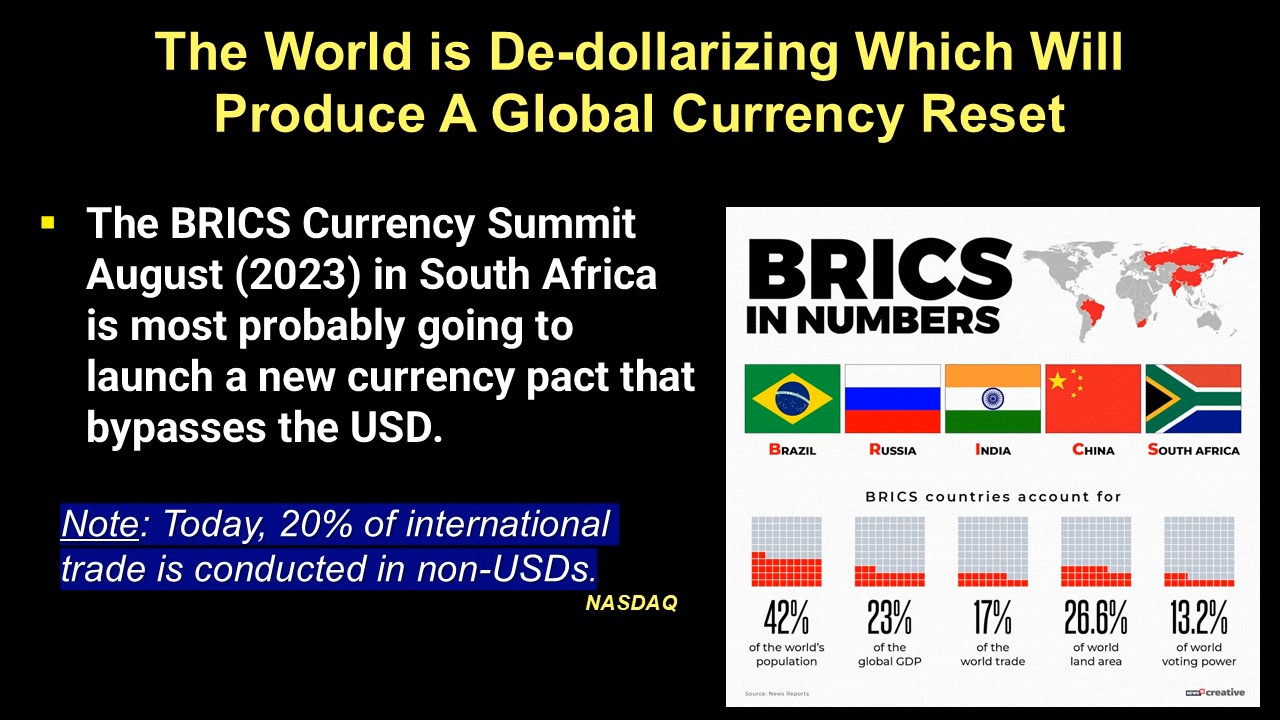 The World is De-dollarizing Which Will
Produce A Global Currency Reset
▪ The BRICS Currency Summit
August (2023) in South Africa
is most probably going to
launch a new currency pact that
bypasses the USD.
Note: Today, 20% of international
trade is conducted in non-USDs.
NASDAQ
BRICS
IN NUMBERS
BRAZIL RUSSIA INDIA CHINA SOUTH AFRICA
BRICS countries account for
42% 23% 17% 26.6% 13.2%
of the world's of the of the of world of world
population global GDP world trade land area voting power
Source: News Reports
creative